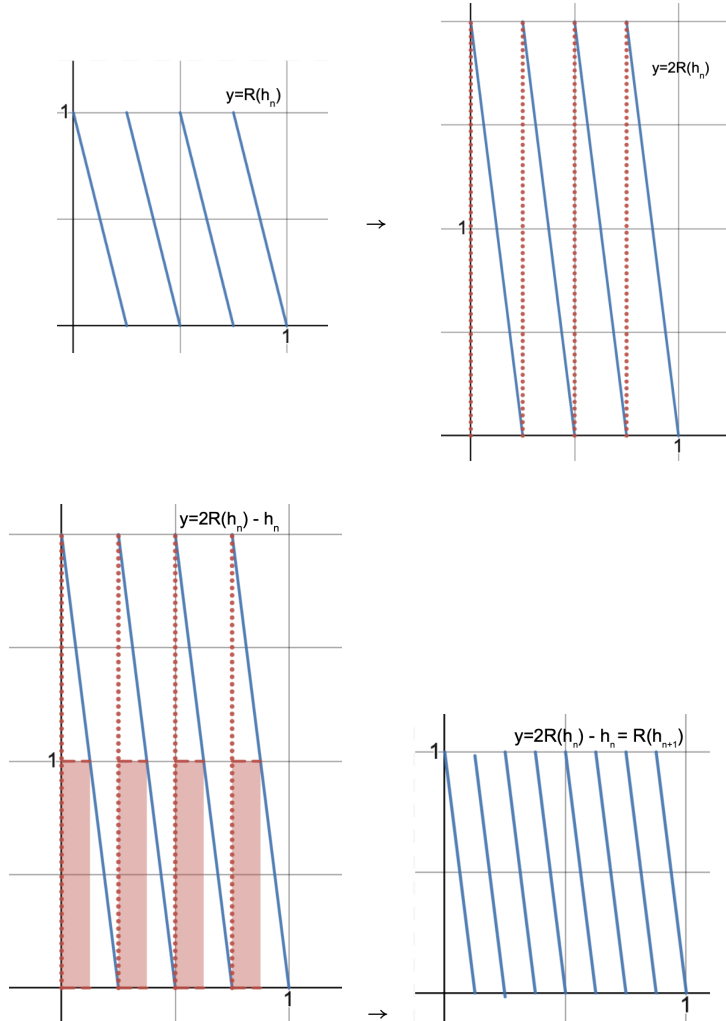 y=R(hₙ)
1
1
→
y=2R(hₙ)
1
1
y=2R(hₙ) - hₙ
1
1
→
y=2R(hₙ) - hₙ = R(hₙ₊₁)
1
1